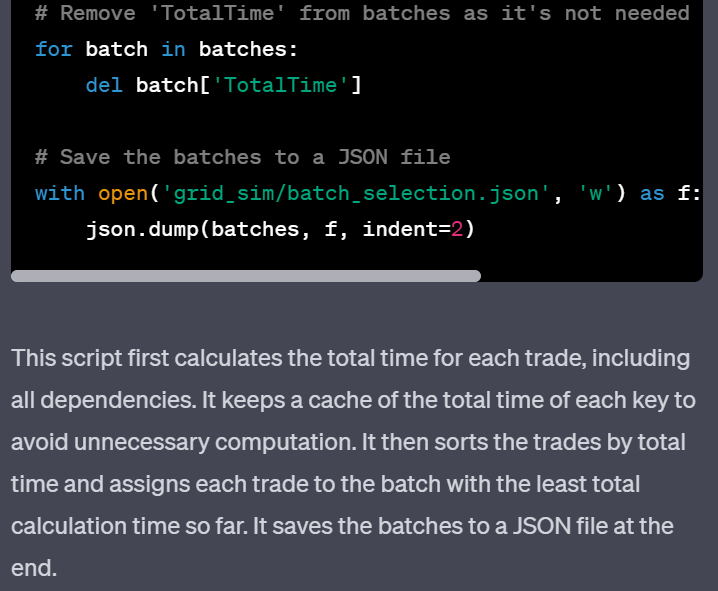 # Remove 'TotalTime' from batches as it's not needed
for batch in batches:
    del batch['TotalTime']
# Save the batches to a JSON file
with open('grid_sim/batch_selection.json', 'w') as f:
    json.dump(batches, f, indent=2)
This script first calculates the total time for each trade, including
all dependencies. It keeps a cache of the total time of each key to
avoid unnecessary computation. It then sorts the trades by total
time and assigns each trade to the batch with the least total
calculation time so far. It saves the batches to a JSON file at the
end.